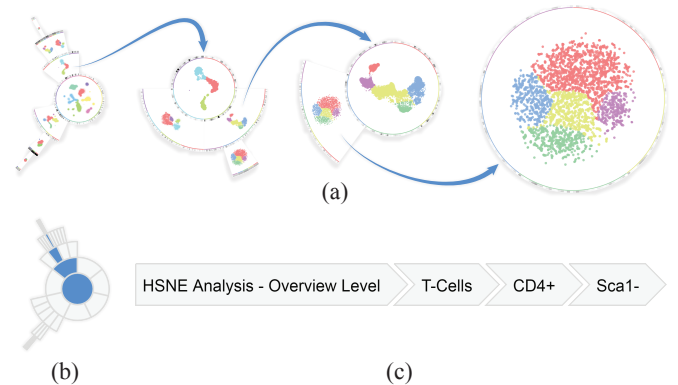 (a)
HSNE Analysis - Overview Level
T-Cells
CD4+
Sca1-
(b)
(c)